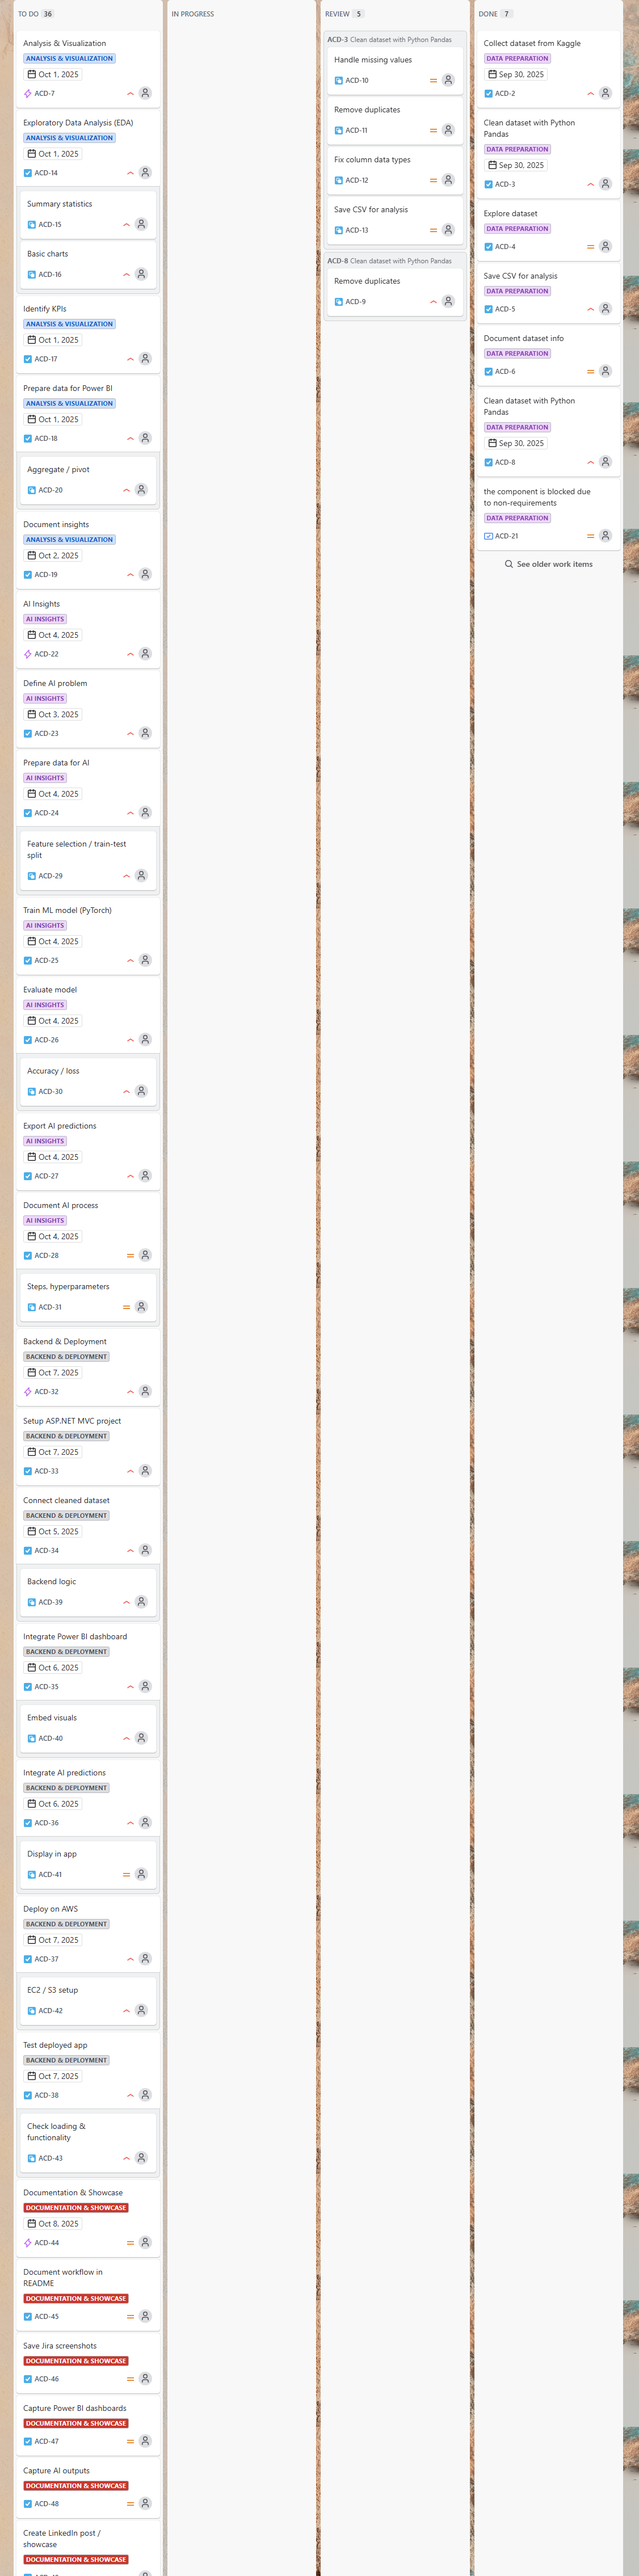 TO DO 36
Analysis & Visualization
ANALYSIS & VISUALIZATION
Oct 1, 2025
ACD-7
Exploratory Data Analysis (EDA)
ANALYSIS & VISUALIZATION
Oct 1, 2025
ACD-14
Summary statistics
ACD-15
Basic charts
ACD-16
Identify KPIs
ANALYSIS & VISUALIZATION
Oct 1, 2025
ACD-17
Prepare data for Power BI
ANALYSIS & VISUALIZATION
Oct 1, 2025
ACD-18
Aggregate / pivot
ACD-20
Document insights
ANALYSIS & VISUALIZATION
Oct 2, 2025
ACD-19
AI Insights
AI INSIGHTS
Oct 4, 2025
ACD-22
Define AI problem
AI INSIGHTS
Oct 3, 2025
ACD-23
Prepare data for AI
AI INSIGHTS
Oct 4, 2025
ACD-24
Feature selection / train-test
split
ACD-29
Train ML model (PyTorch)
AI INSIGHTS
Oct 4, 2025
ACD-25
Evaluate model
AI INSIGHTS
Oct 4, 2025
ACD-26
Accuracy / loss
ACD-30
Export AI predictions
AI INSIGHTS
Oct 4, 2025
ACD-27
Document AI process
AI INSIGHTS
Oct 4, 2025
ACD-28
Steps, hyperparameters
ACD-31
Backend & Deployment
BACKEND & DEPLOYMENT
Oct 7, 2025
ACD-32
Setup ASP.NET MVC project
BACKEND & DEPLOYMENT
Oct 7, 2025
ACD-33
Connect cleaned dataset
BACKEND & DEPLOYMENT
Oct 5, 2025
ACD-34
Backend logic
ACD-39
Integrate Power BI dashboard
BACKEND & DEPLOYMENT
Oct 6, 2025
ACD-35
Embed visuals
ACD-40
Integrate AI predictions
BACKEND & DEPLOYMENT
Oct 6, 2025
ACD-36
Display in app
ACD-41
Deploy on AWS
BACKEND & DEPLOYMENT
Oct 7, 2025
ACD-37
EC2 / S3 setup
ACD-42
Test deployed app
BACKEND & DEPLOYMENT
Oct 7, 2025
ACD-38
Check loading &
functionality
ACD-43
Documentation & Showcase
DOCUMENTATION & SHOWCASE
Oct 8, 2025
ACD-44
Document workflow in
README
DOCUMENTATION & SHOWCASE
ACD-45
Save Jira screenshots
DOCUMENTATION & SHOWCASE
ACD-46
Capture Power BI dashboards
DOCUMENTATION & SHOWCASE
ACD-47
Capture AI outputs
DOCUMENTATION & SHOWCASE
ACD-48
Create LinkedIn post /
showcase
DOCUMENTATION & SHOWCASE
IN PROGRESS
REVIEW 5
ACD-3 Clean dataset with Python Pandas
Handle missing values
ACD-10
Remove duplicates
ACD-11
Fix column data types
ACD-12
Save CSV for analysis
ACD-13
ACD-8 Clean dataset with Python Pandas
Remove duplicates
ACD-9
DONE 7
Collect dataset from Kaggle
DATA PREPARATION
Sep 30, 2025
ACD-2
Clean dataset with Python
Pandas
DATA PREPARATION
Sep 30, 2025
ACD-3
Explore dataset
DATA PREPARATION
ACD-4
Save CSV for analysis
DATA PREPARATION
ACD-5
Document dataset info
DATA PREPARATION
ACD-6
Clean dataset with Python
Pandas
DATA PREPARATION
Sep 30, 2025
ACD-8
the component is blocked due
to non-requirements
DATA PREPARATION
ACD-21
See older work items